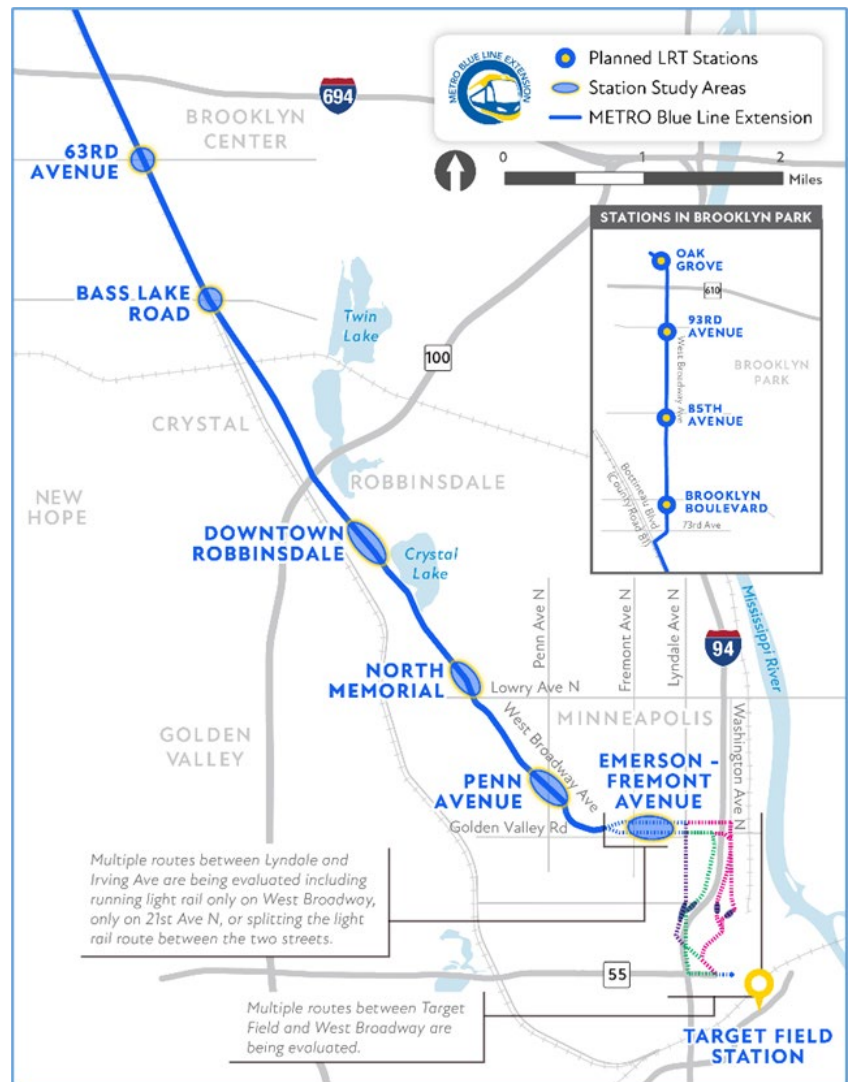 METRO BLUE LINE EXTENSION
Planned LRT Stations
Station Study Areas
METRO Blue Line Extension
0 1 2
Miles
694
BROOKLYN
CENTER
63RD
AVENUE
BASS LAKE
ROAD
Twin
Lake
100
CRYSTAL
NEW
HOPE
ROBBINSDALE
DOWNTOWN
ROBBINSDALE
Crystal
Lake
STATIONS IN BROOKLYN PARK
OAK
GROVE
610
93RD
AVENUE
West Broadway Ave
BROOKLYN
PARK
85TH
AVENUE
BROOKLYN
BOULEVARD
Bottineau Blvd
(County Road 81)
73rd Ave
Mississippi River
94
Penn Ave N
Fremont Ave N
Lyndale Ave N
Washington Ave N
NORTH
MEMORIAL
Lowry Ave N
West Broadway Ave
MINNEAPOLIS
GOLDEN
VALLEY
PENN
AVENUE
EMERSON –
FREMONT
AVENUE
Golden Valley Rd
Multiple routes between Lyndale and
Irving Ave are being evaluated including
running light rail only on West Broadway,
only on 21st Ave N, or splitting the light
rail route between the two streets.
55
Multiple routes between Target
Field and West Broadway are
being evaluated.
TARGET FIELD
STATION